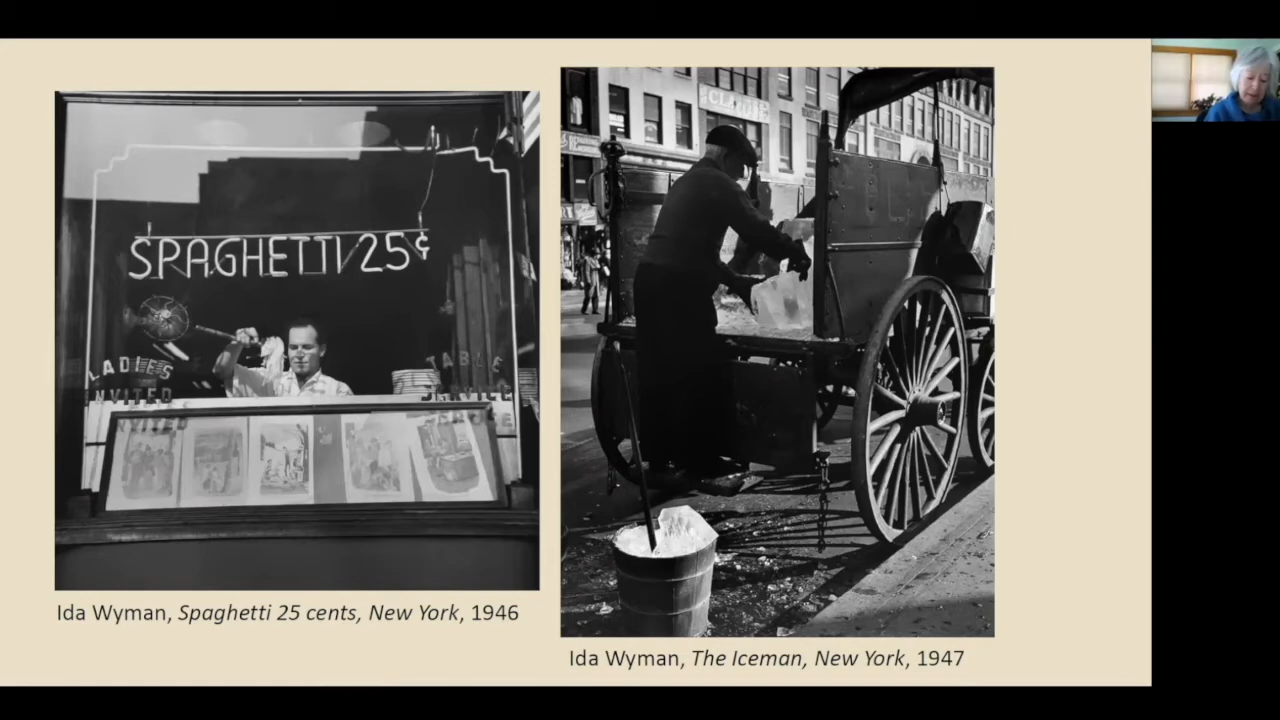 SPAGHETTI 25¢
LADIES
INVITED
TABLE
SERVICE
Ida Wyman, Spaghetti 25 cents, New York, 1946
Ida Wyman, The Iceman, New York, 1947